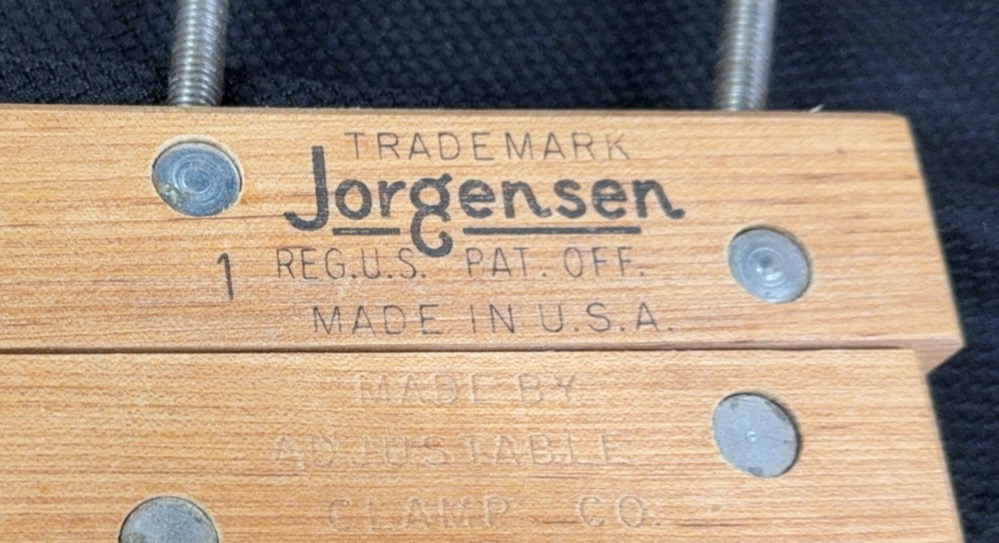 TRADEMARK
Jorgensen
1 REG.U.S. PAT. OFF.
MADE IN U.S.A.
MADE BY
ADJUSTABLE
CLAMP CO.